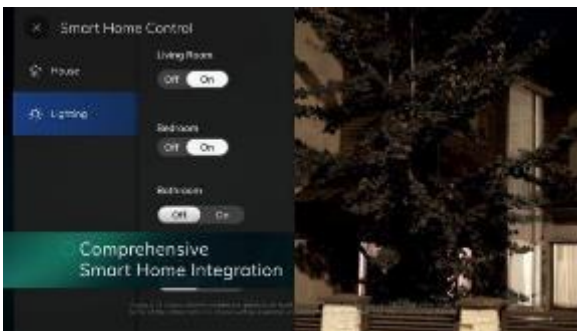 Smart Home Control
House
Lighting
Living Room
Off On
Bedroom
Off On
Bathroom
Off On
Comprehensive
Smart Home Integration